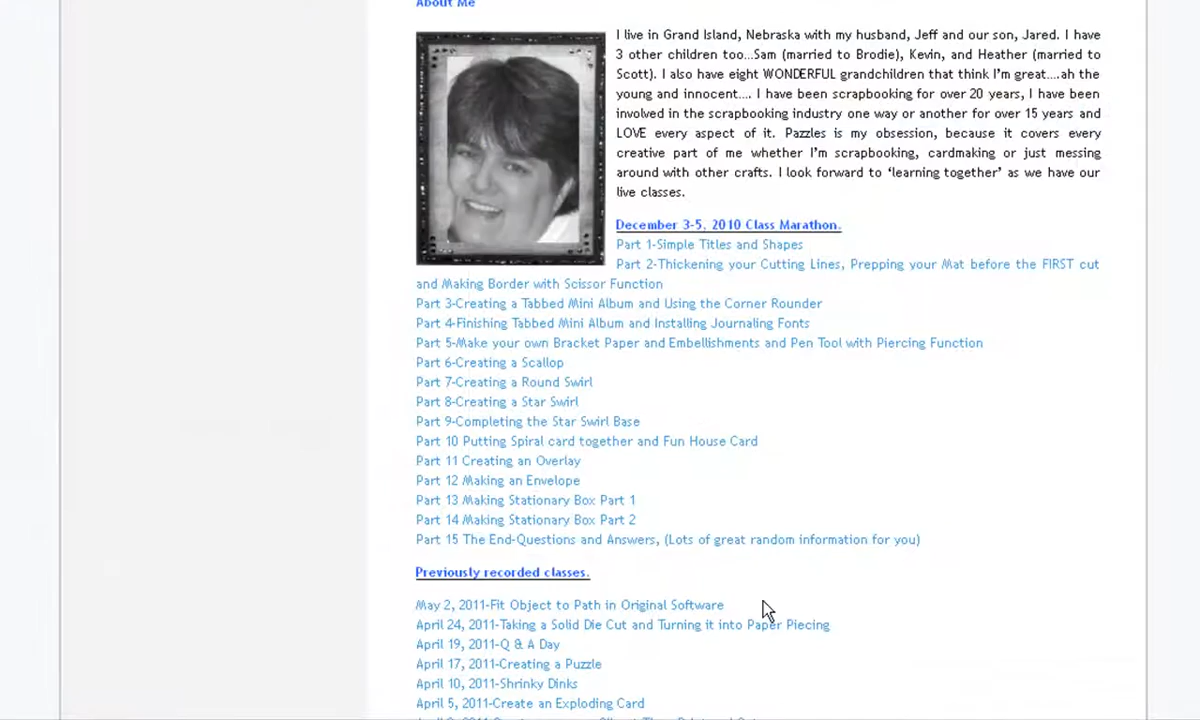 About Me
I live in Grand Island, Nebraska with my husband, Jeff and our son, Jared. I have
3 other children too...Sam (married to Brodie), Kevin, and Heather (married to
Scott). I also have eight WONDERFUL grandchildren that think I'm great....ah the
young and innocent.... I have been scrapbooking for over 20 years, I have been
involved in the scrapbooking industry one way or another for over 15 years and
LOVE every aspect of it. Pazzles is my obsession, because it covers every
creative part of me whether I'm scrapbooking, cardmaking or just messing
around with other crafts. I look forward to 'learning together' as we have our
live classes.
December 3-5, 2010 Class Marathon.
Part 1-Simple Titles and Shapes
Part 2-Thickening your Cutting Lines, Prepping your Mat before the FIRST cut
and Making Border with Scissor Function
Part 3-Creating a Tabbed Mini Album and Using the Corner Rounder
Part 4-Finishing Tabbed Mini Album and Installing Journaling Fonts
Part 5-Make your own Bracket Paper and Embellishments and Pen Tool with Piercing Function
Part 6-Creating a Scallop
Part 7-Creating a Round Swirl
Part 8-Creating a Star Swirl
Part 9-Completing the Star Swirl Base
Part 10 Putting Spiral card together and Fun House Card
Part 11 Creating an Overlay
Part 12 Making an Envelope
Part 13 Making Stationary Box Part 1
Part 14 Making Stationary Box Part 2
Part 15 The End-Questions and Answers, (Lots of great random information for you)
Previously recorded classes.
May 2, 2011-Fit Object to Path in Original Software
April 24, 2011-Taking a Solid Die Cut and Turning it into Paper Piecing
April 19, 2011-Q & A Day
April 17, 2011-Creating a Puzzle
April 10, 2011-Shrinky Dinks
April 5, 2011-Create an Exploding Card